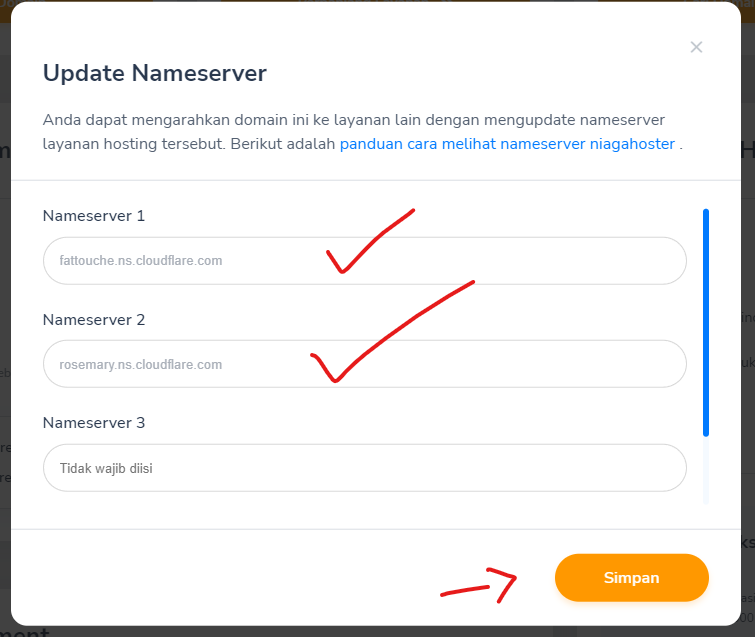 Update Nameserver
Anda dapat mengarahkan domain ini ke layanan lain dengan mengupdate nameserver
layanan hosting tersebut. Berikut adalah panduan cara melihat nameserver niagahoster .
Nameserver 1
fattouche.ns.cloudflare.com
Nameserver 2
rosemary.ns.cloudflare.com
Nameserver 3
Tidak wajib diisi
Simpan